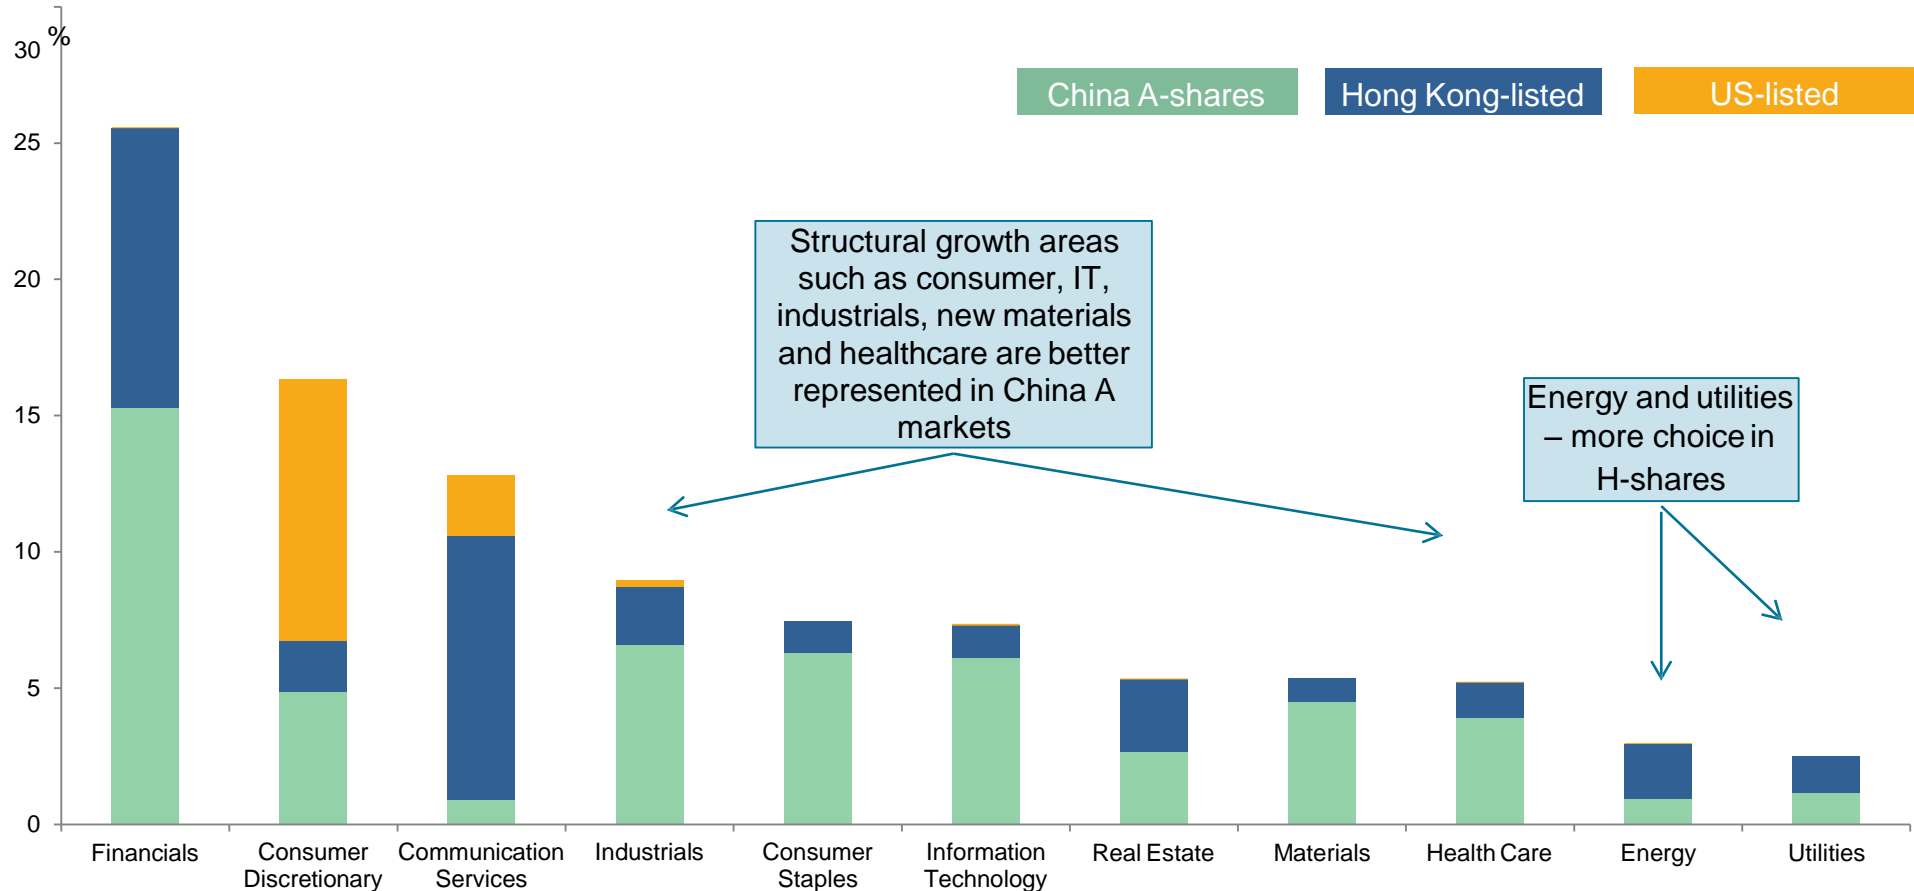 %
30
25
20
15
10
5
0
China A-shares
Hong Kong-listed
US-listed
Structural growth areas
such as consumer, IT,
industrials, new materials
and healthcare are better
represented in China A
markets
Energy and utilities
– more choice in
H-shares
Financials
Consumer
Discretionary
Communication
Services
Industrials
Consumer
Staples
Information
Technology
Real Estate
Materials
Health Care
Energy
Utilities